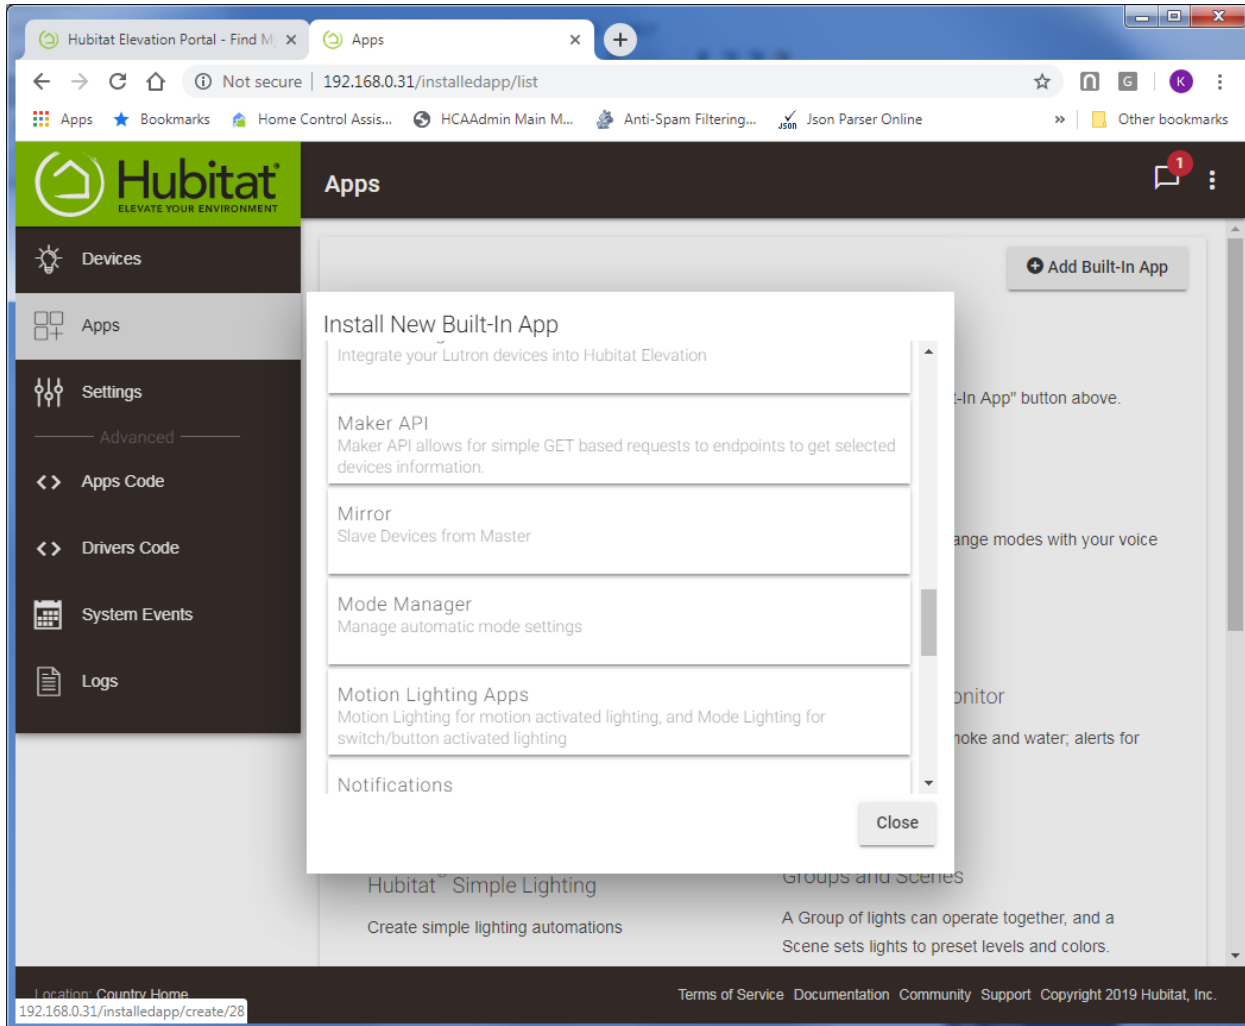 Hubitat Elevation Portal - Find My
Apps
Not secure | 192.168.0.31/installedapp/list
G
K
Apps
Bookmarks
Home Control Assis...
HCAAdmin Main M...
Anti-Spam Filtering...
Json
Json Parser Online
»
Other bookmarks
Hubitat
ELEVATE YOUR ENVIRONMENT
Apps
1
Devices
Add Built-In App
Apps
Settings
Advanced
Apps Code
Drivers Code
System Events
Logs
Install New Built-In App
Integrate your Lutron devices into Hubitat Elevation
Maker API
Maker API allows for simple GET based requests to endpoints to get selected
devices information.
Mirror
Slave Devices from Master
Mode Manager
Manage automatic mode settings
Motion Lighting Apps
Motion Lighting for motion activated lighting, and Mode Lighting for
switch/button activated lighting
Notifications
Close
t-In App" button above.
ange modes with your voice
onitor
noke and water; alerts for
Hubitat® Simple Lighting
Create simple lighting automations
Groups and Scenes
A Group of lights can operate together, and a
Scene sets lights to preset levels and colors.
Location: Country Home
192.168.0.31/installedapp/create/28
Terms of Service Documentation Community Support Copyright 2019 Hubitat, Inc.